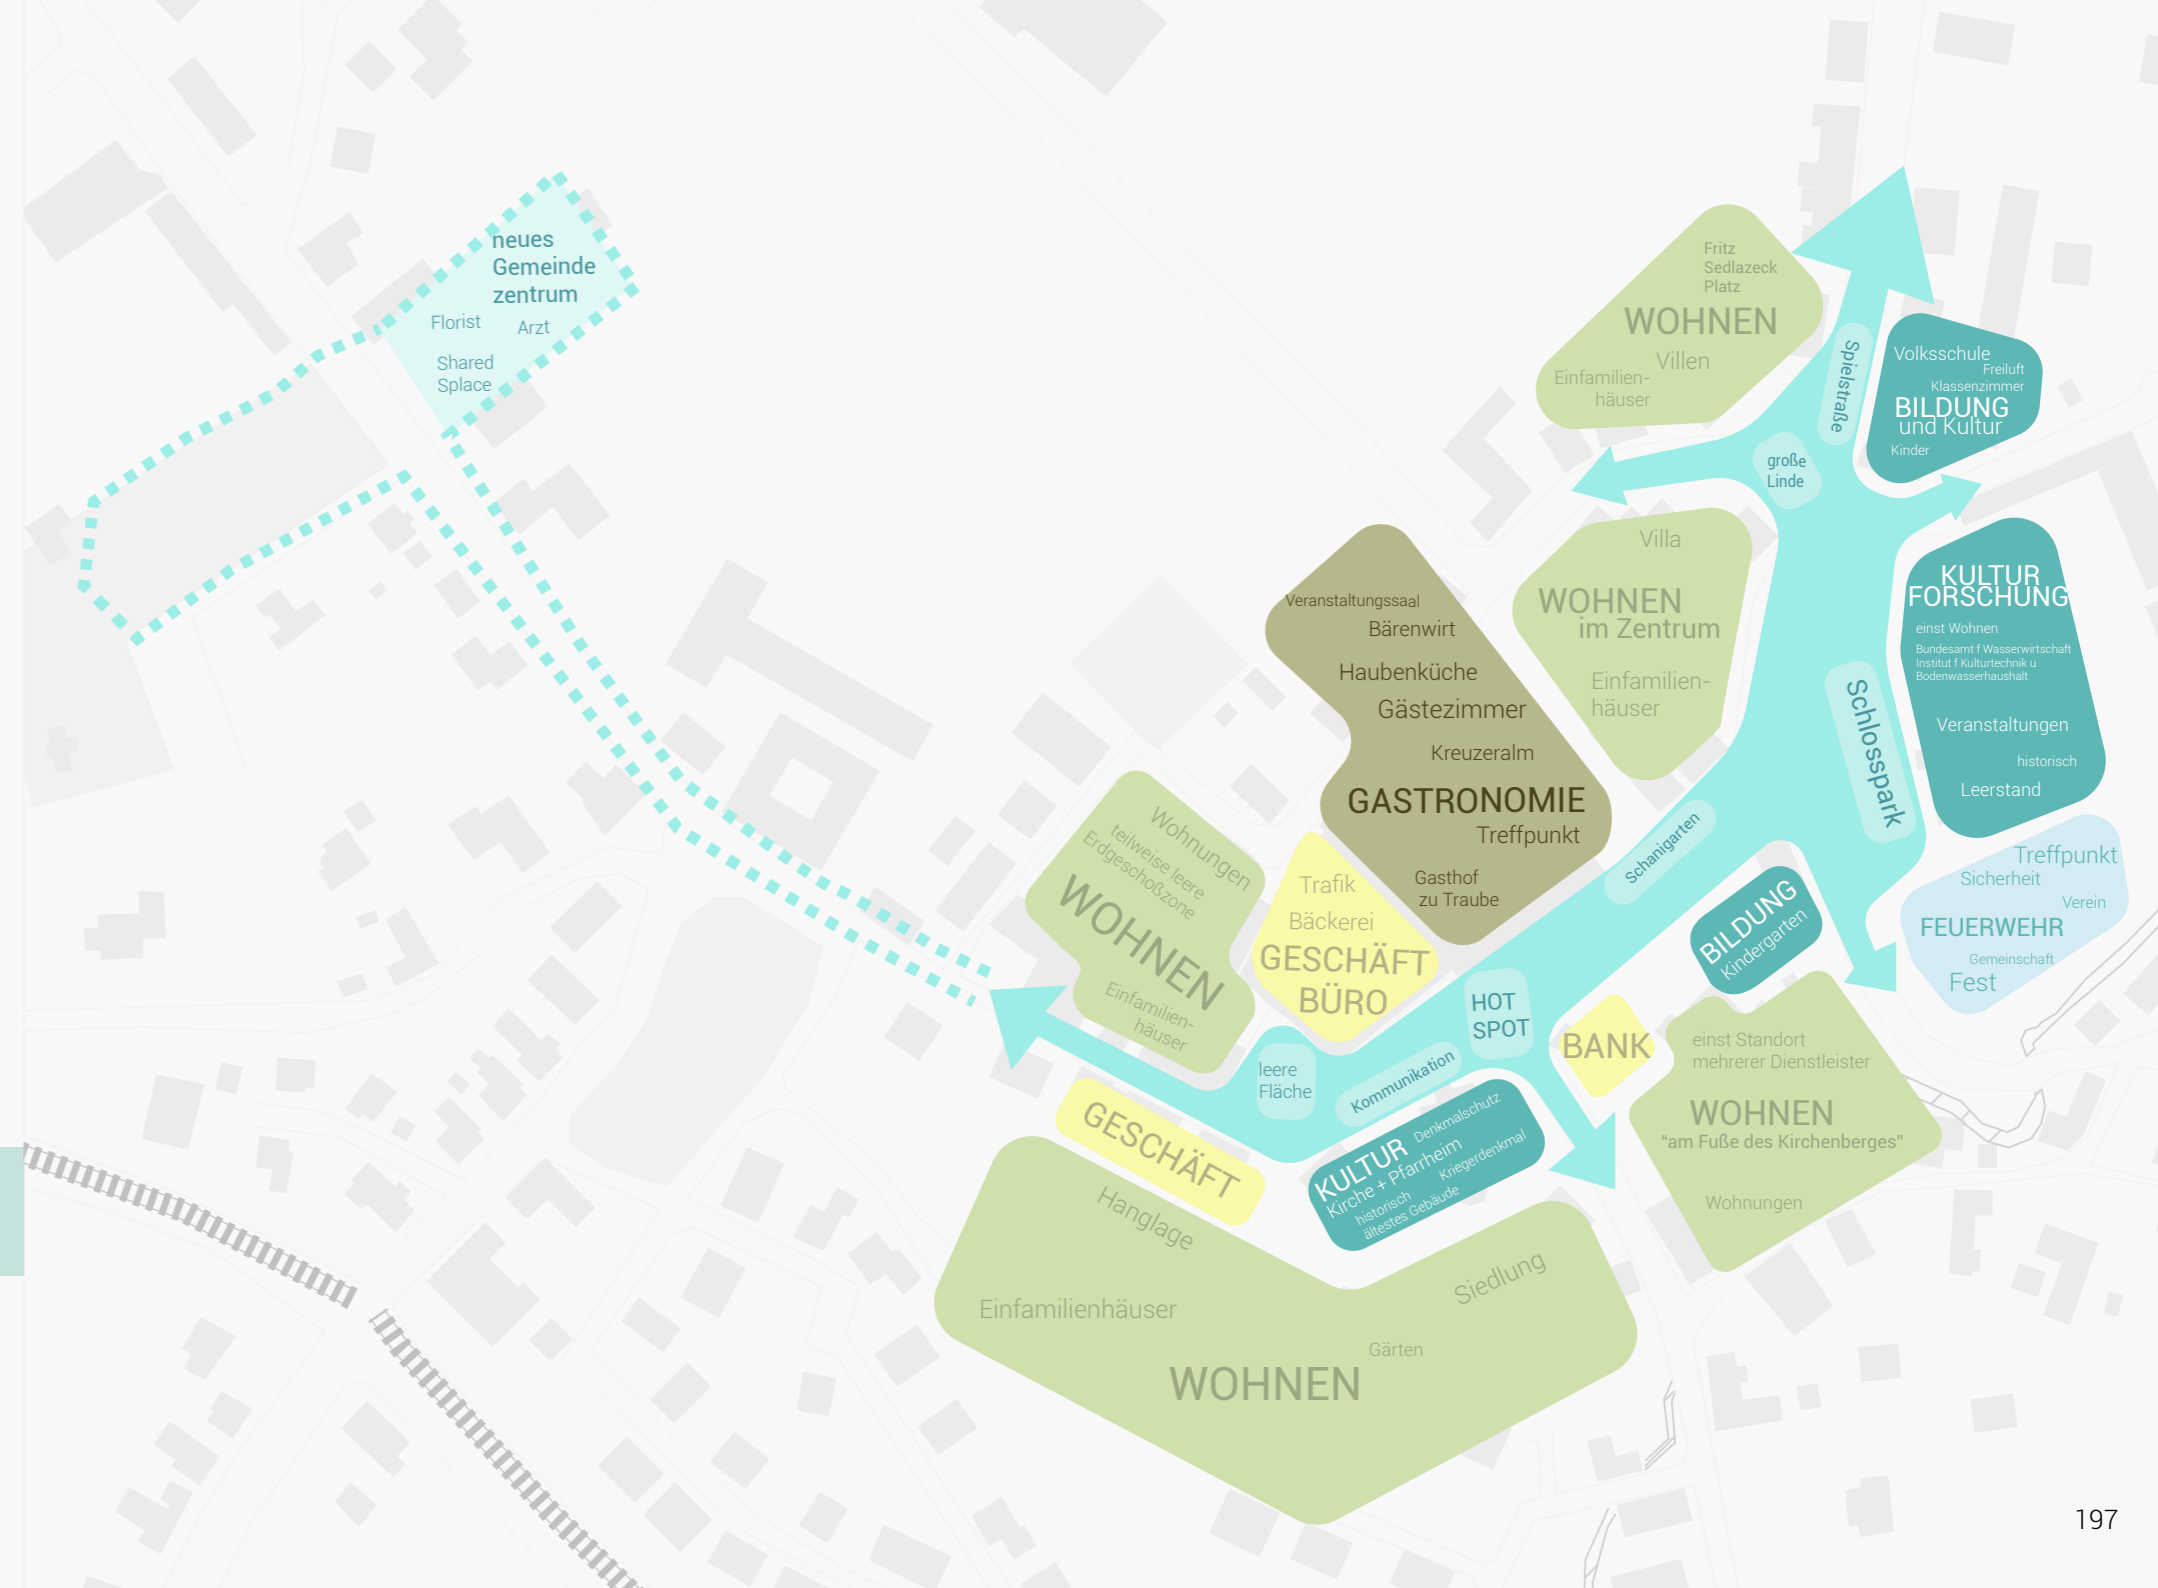 neues
Gemeinde
zentrum
Florist
Arzt
Shared
Splace
Fritz
Sedlazeck
Platz
WOHNEN
Villen
Einfamilien-
häuser
Spielstraße
Volksschule
Freiluft
Klassenzimmer
BILDUNG
und Kultur
Kinder
große
Linde
Villa
WOHNEN
im Zentrum
Einfamilien-
häuser
KULTUR
FORSCHUNG
einst Wohnen
Bundesamt f Wasserwirtschaft
Institut f Kulturtechnik u
Bodenwasserhaushalt
Veranstaltungen
historisch
Leerstand
Schlosspark
Veranstaltungssaal
Bärenwirt
Haubenküche
Gästezimmer
Kreuzeralm
GASTRONOMIE
Treffpunkt
Gasthof
zu Traube
Schanigarten
Treffpunkt
Sicherheit
Verein
FEUERWEHR
Gemeinschaft
Fest
Wohnungen
teilweise leere
Erdgeschoßzone
WOHNEN
Einfamilien-
häuser
Trafik
Bäckerei
GESCHÄFT
BÜRO
BILDUNG
Kindergarten
HOT
SPOT
BANK
leere
Fläche
Kommunikation
einst Standort
mehrerer Dienstleister
WOHNEN
“am Fuße des Kirchenberges”
Wohnungen
GESCHÄFT
KULTUR
Denkmalschutz
Kirche + Pfarrheim
Kriegerdenkmal
historisch
ältestes Gebäude
Hanglage
Siedlung
Einfamilienhäuser
Gärten
WOHNEN
197